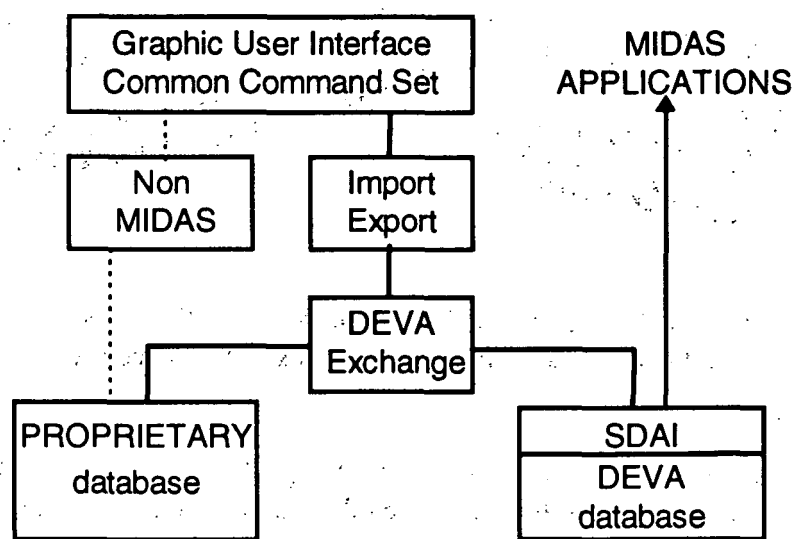 Graphic User Interface
Common Command Set
MIDAS
APPLICATIONS
Non
MIDAS
Import
Export
DEVA
Exchange
PROPRIETARY
database
SDAI
DEVA
database